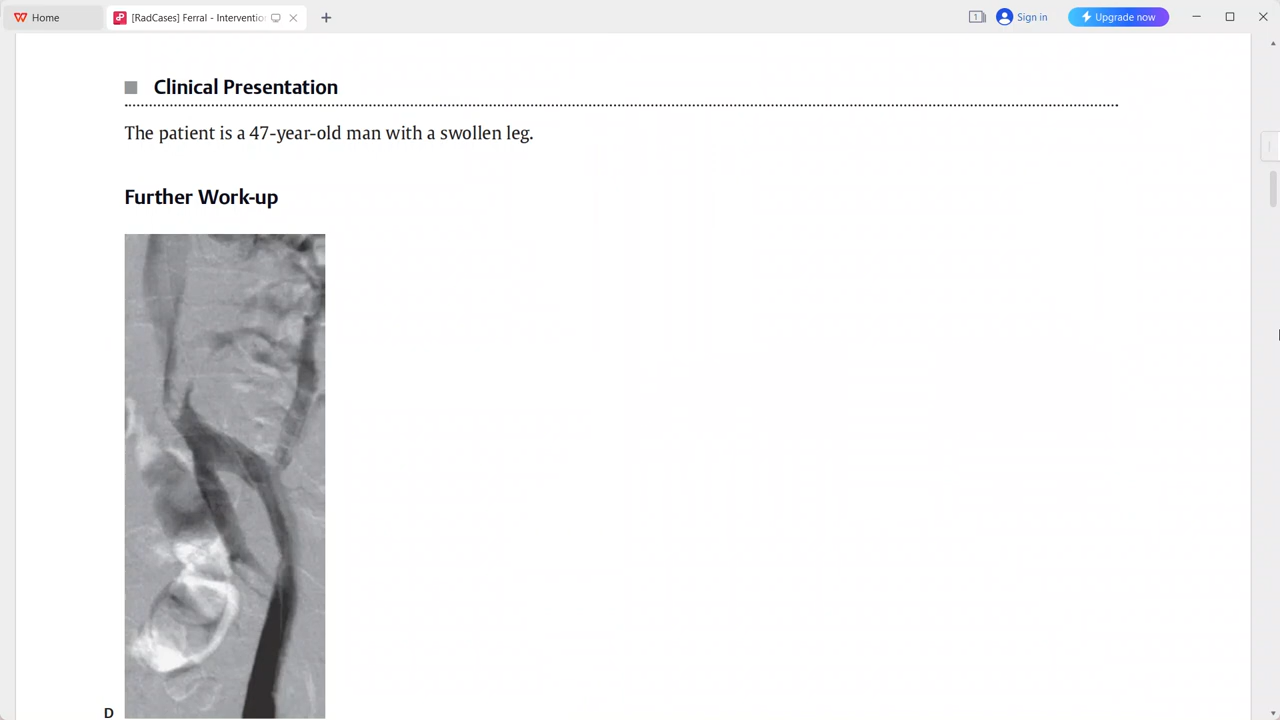 Home
[RadCases] Ferral - Interventio
1
Sign in
Upgrade now
Clinical Presentation
The patient is a 47-year-old man with a swollen leg.
Further Work-up
D